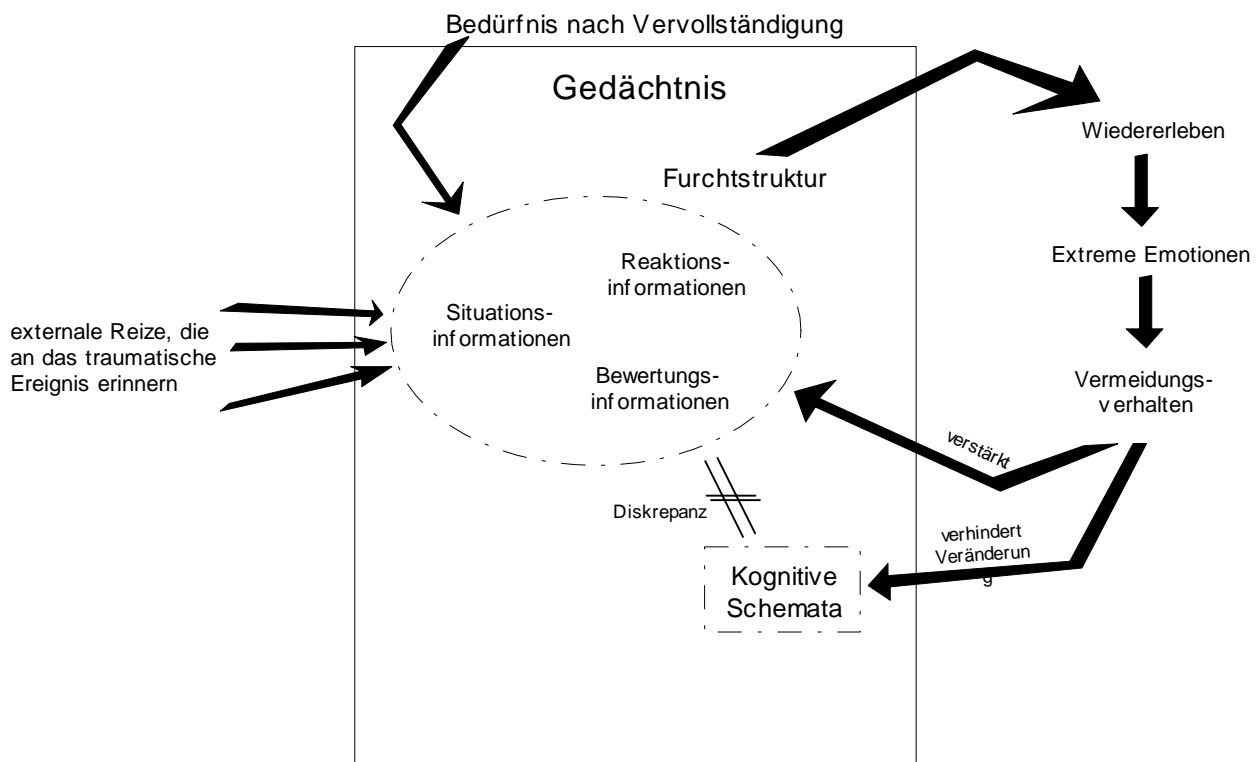 Bedürfnis nach Vervollständigung
Gedächtnis
Furchtstruktur
Wiedererleben
Extreme Emotionen
Vermeidungs-
verhalten
Reaktions-
informationen
Situations-
informationen
Bewertungs-
informationen
externale Reize, die
an das traumatische
Ereignis erinnern
verstärkt
Diskrepanz
verhindert
Veränderun
g
Kognitive
Schemata